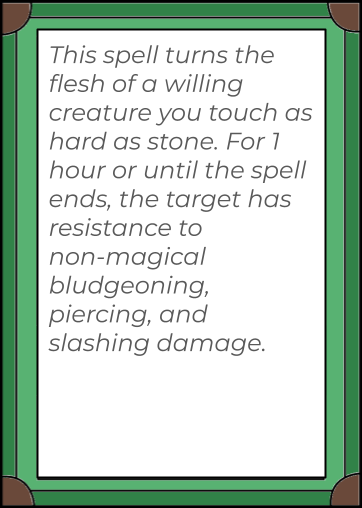 This spell turns the
flesh of a willing
creature you touch as
hard as stone. For 1
hour or until the spell
ends, the target has
resistance to
non-magical
bludgeoning,
piercing, and
slashing damage.